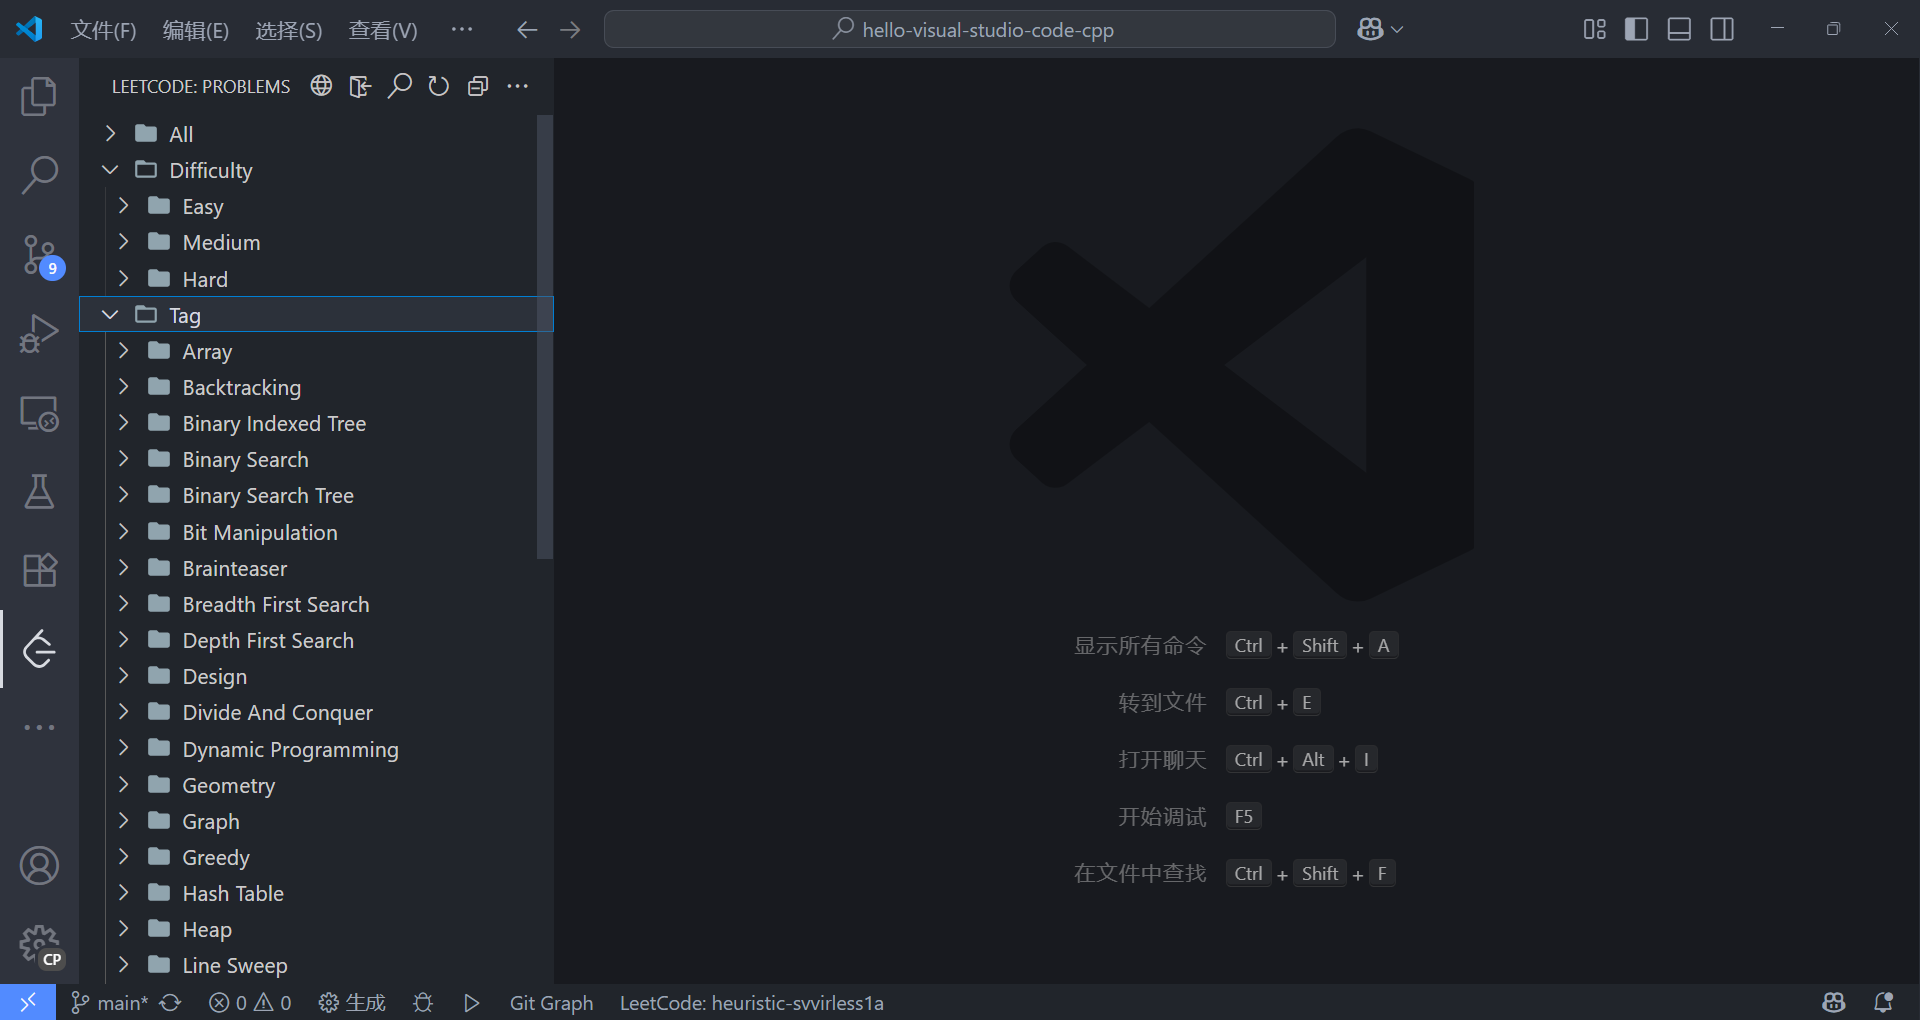 文件(F) 编辑(E) 选择(S) 查看(V) ··· hello-visual-studio-code-cpp
LEETCODE: PROBLEMS
All
Difficulty
Easy
Medium
9
Hard
Tag
Array
Backtracking
Binary Indexed Tree
Binary Search
Binary Search Tree
Bit Manipulation
Brainteaser
Breadth First Search
Depth First Search
Design
Divide And Conquer
Dynamic Programming
Geometry
Graph
Greedy
Hash Table
Heap
Line Sweep
CP
显示所有命令 Ctrl + Shift + A
转到文件 Ctrl + E
打开聊天 Ctrl + Alt + I
开始调试 F5
在文件中查找 Ctrl + Shift + F
main* 0 0 生成 Git Graph LeetCode: heuristic-svvirless1a